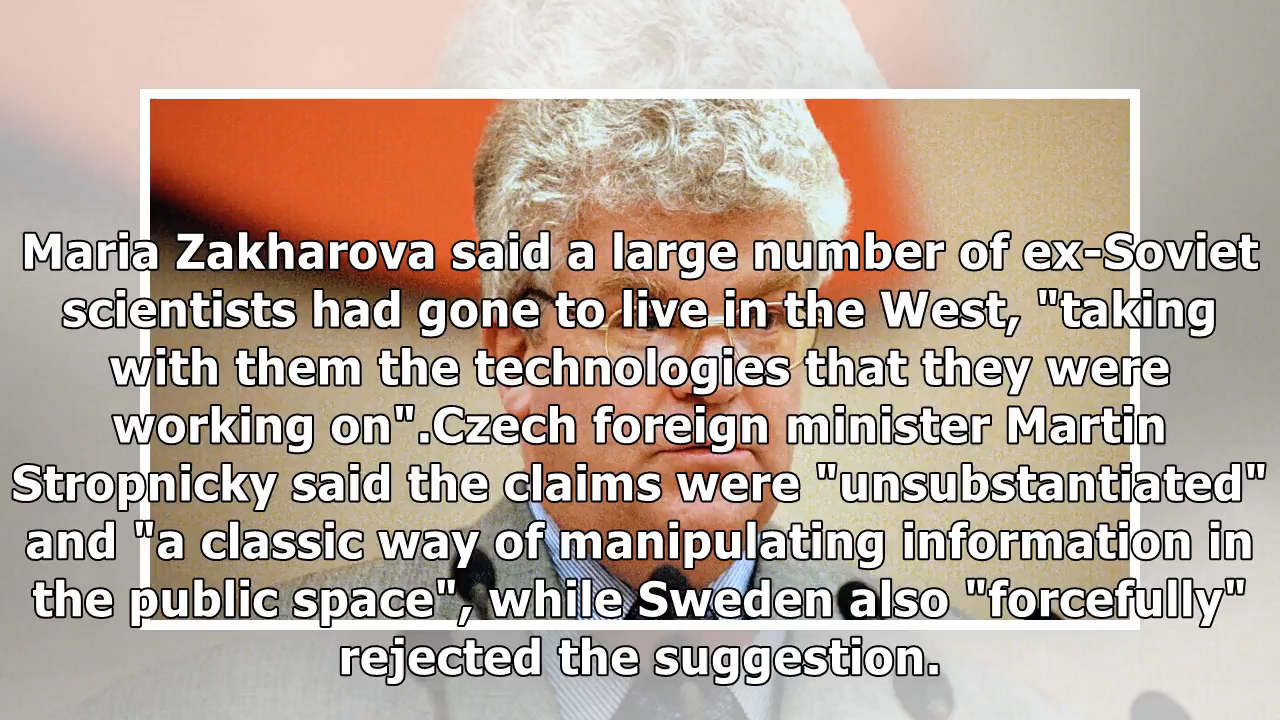 Maria Zakharova said a large number of ex-Soviet
scientists had gone to live in the West, "taking
with them the technologies that they were
working on".Czech foreign minister Martin
Stropnicky said the claims were "unsubstantiated"
and "a classic way of manipulating information in
the public space", while Sweden also "forcefully"
rejected the suggestion.